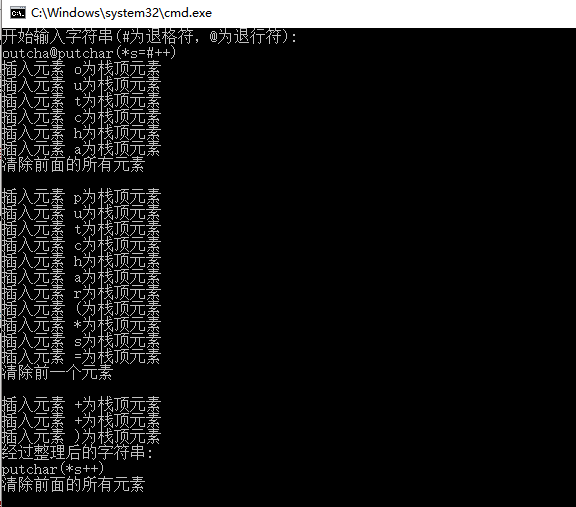 C:\Windows\system32\cmd.exe
开始输入字符串(#为退格符，@为退行符):
outcha@putchar(*s=#++)
插入元素 o为栈顶元素
插入元素 u为栈顶元素
插入元素 t为栈顶元素
插入元素 c为栈顶元素
插入元素 h为栈顶元素
插入元素 a为栈顶元素
清除前面的所有元素
插入元素 p为栈顶元素
插入元素 u为栈顶元素
插入元素 t为栈顶元素
插入元素 c为栈顶元素
插入元素 h为栈顶元素
插入元素 a为栈顶元素
插入元素 r为栈顶元素
插入元素 (为栈顶元素
插入元素 *为栈顶元素
插入元素 s为栈顶元素
插入元素 =为栈顶元素
清除前一个元素
插入元素 +为栈顶元素
插入元素 +为栈顶元素
插入元素 )为栈顶元素
经过整理后的字符串:
putchar(*s++)
清除前面的所有元素